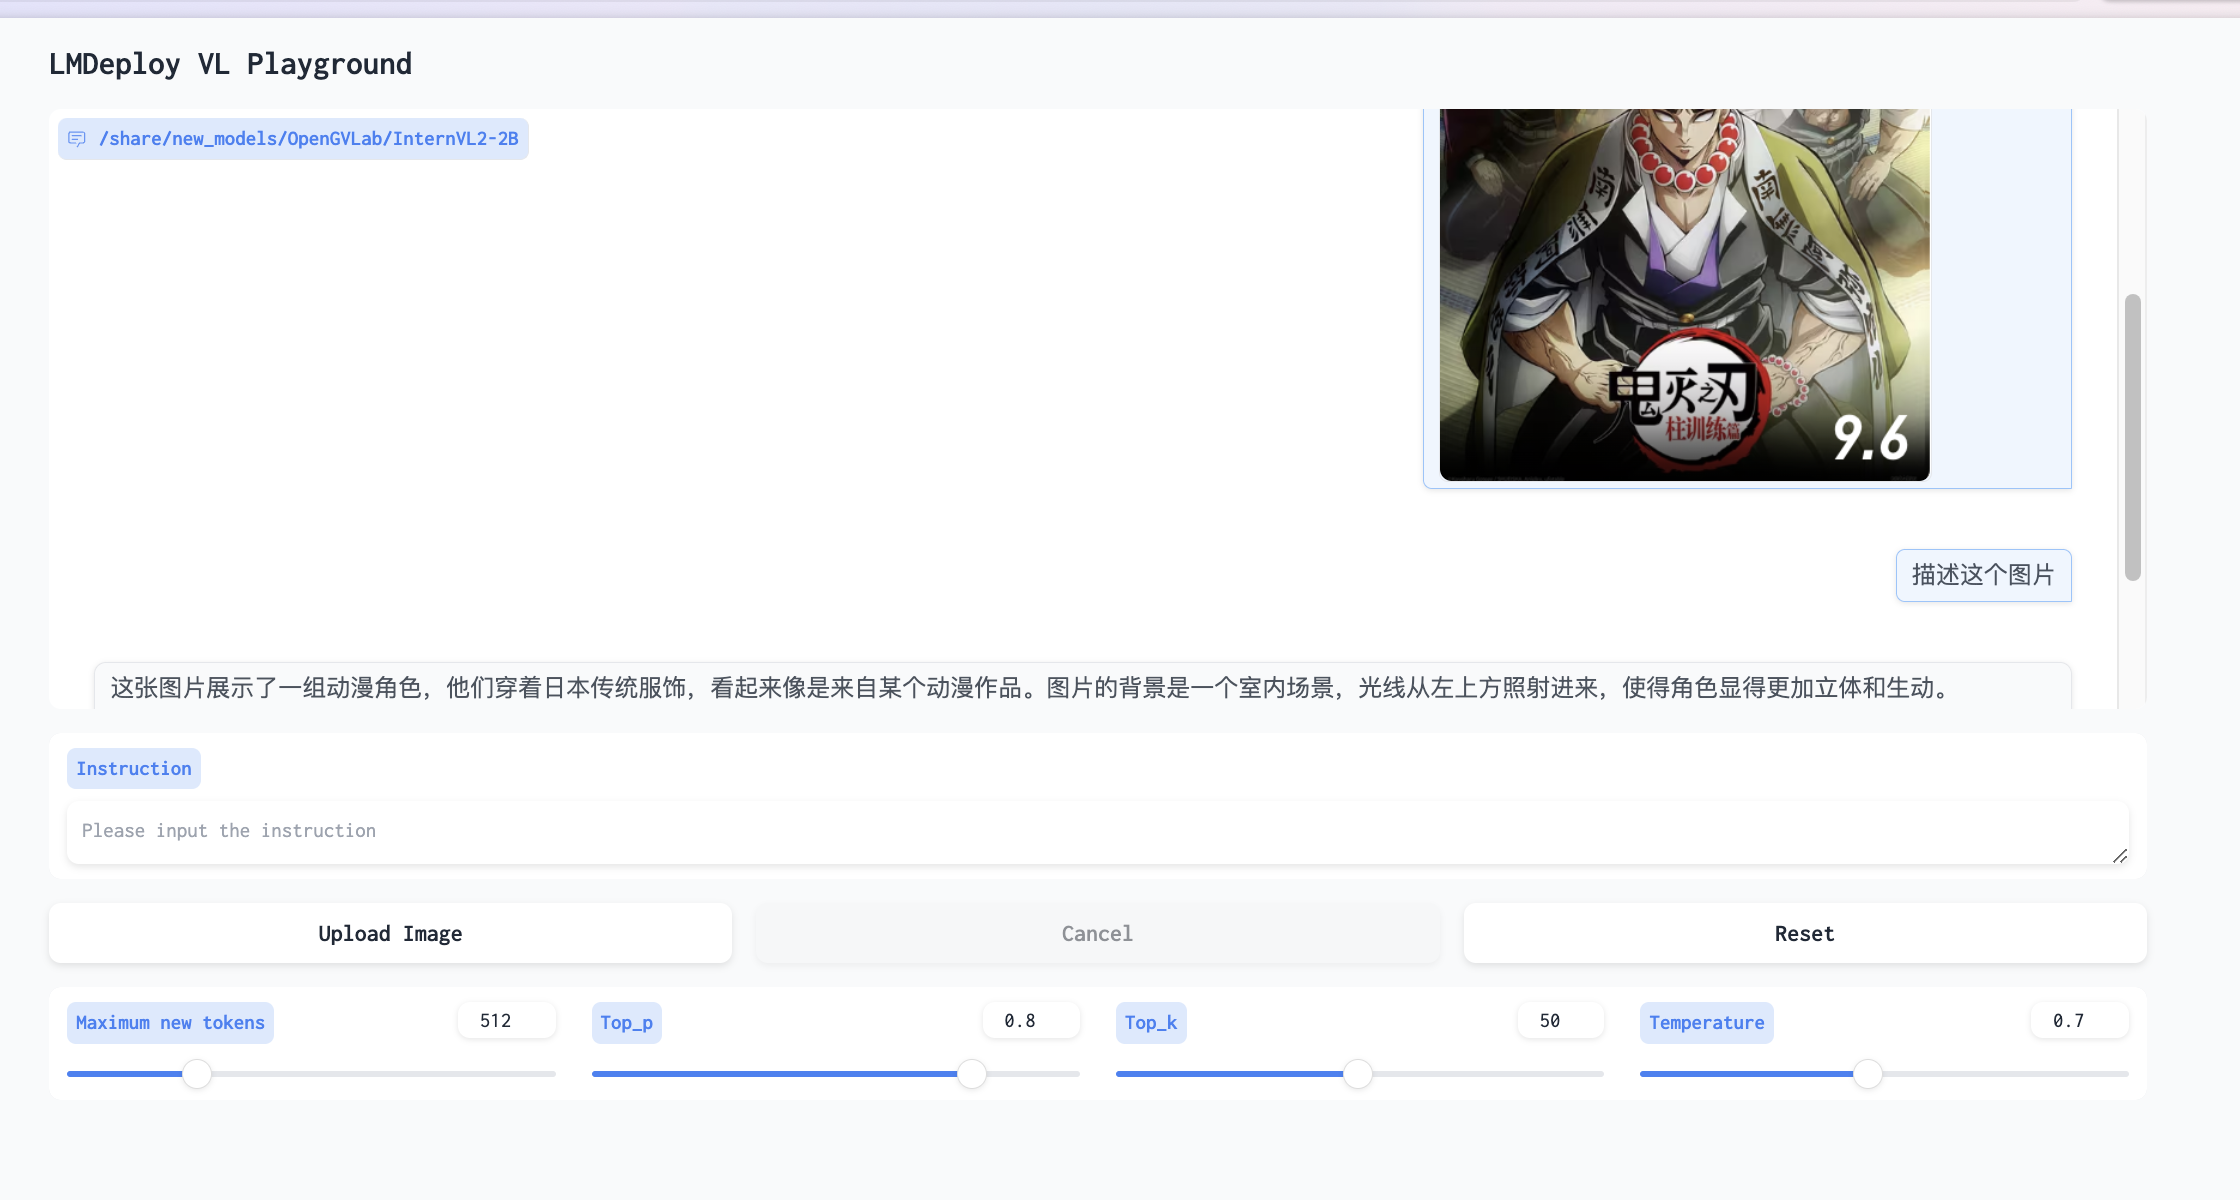 LMDeploy VL Playground
/share/new_models/OpenGVLab/InternVL2-2B
南
南
鬼灭之刃
柱训练篇
9.6
描述这个图片
这张图片展示了一组动漫角色，他们穿着日本传统服饰，看起来像是来自某个动漫作品。图片的背景是一个室内场景，光线从左上方照射进来，使得角色显得更加立体和生动。
Instruction
Please input the instruction
Upload Image
Cancel
Reset
Maximum new tokens
512
Top_p
0.8
Top_k
50
Temperature
0.7